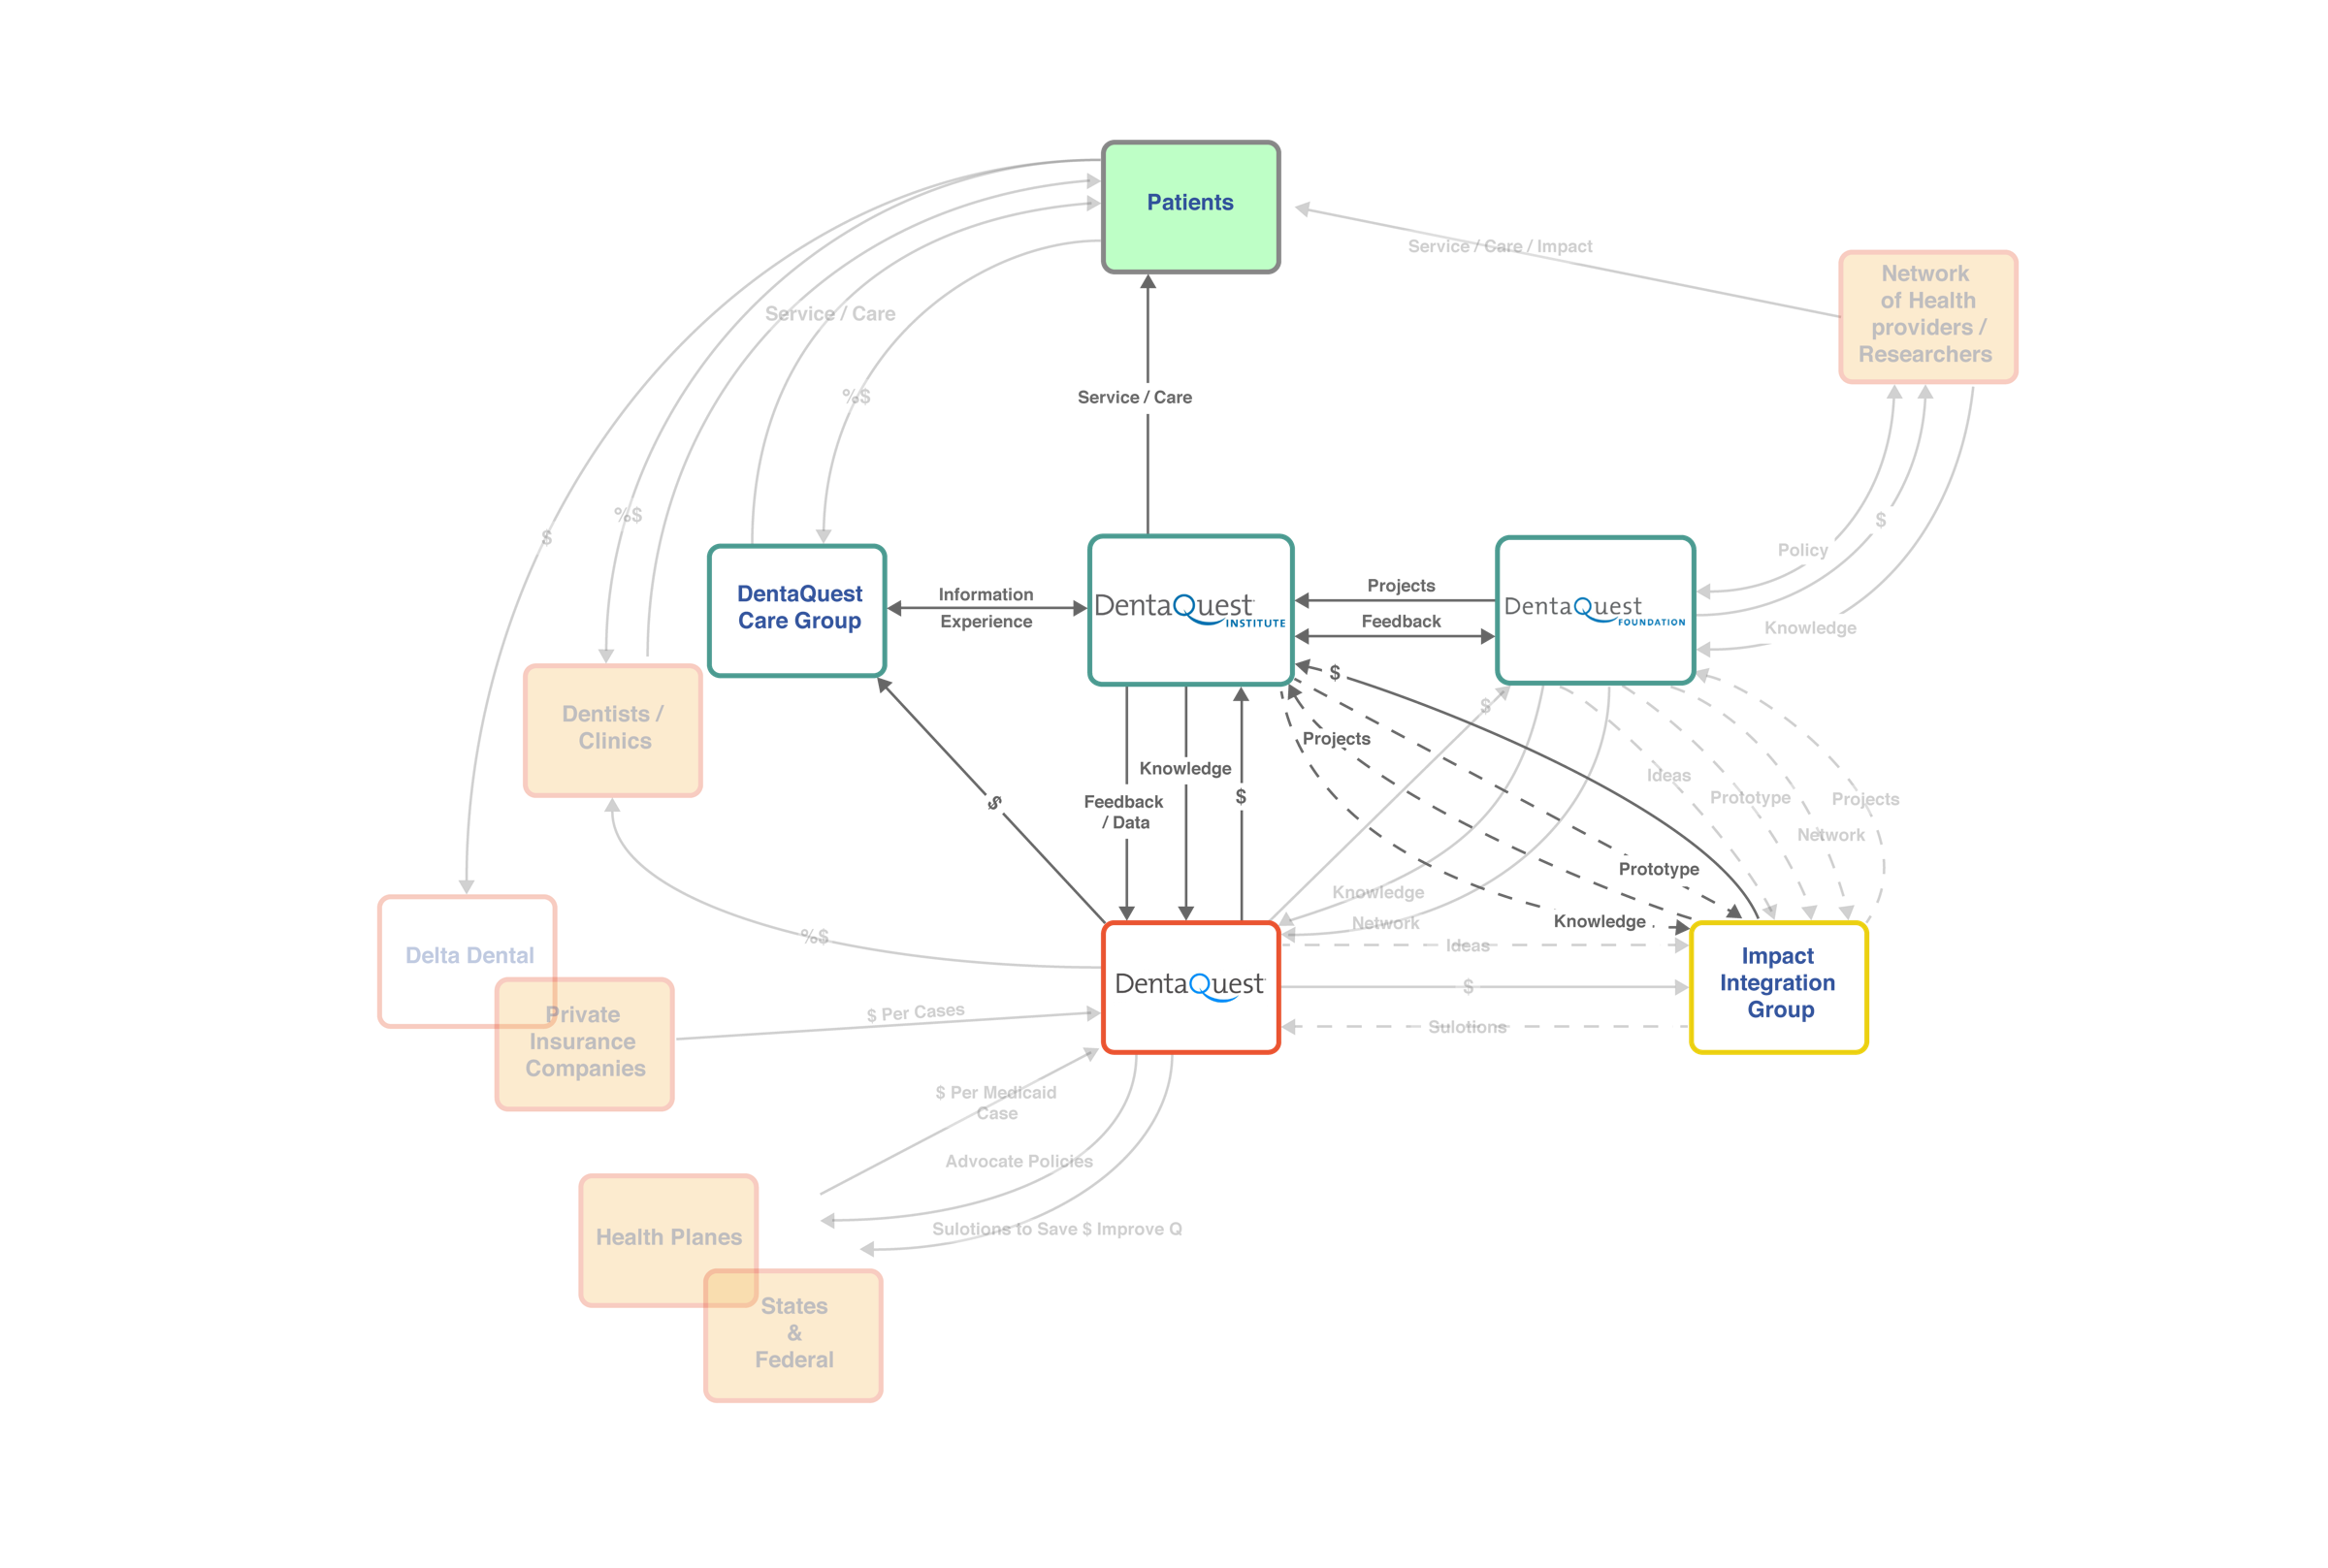 Patients
Service / Care / Impact
Network
of Health
providers /
Researchers
Service / Care
%$
Service / Care
%$
$
$
Policy
DentaQuest
Care Group
Information
Experience
DentaQuest
INSTITUTE
Projects
Feedback
DentaQuest
FOUNDATION
Knowledge
$
$
Dentists /
Clinics
Projects
Knowledge
$
Feedback
/ Data
$
Ideas
Prototype
Projects
Network
Prototype
Knowledge
Network
Knowledge
%$
Ideas
Delta Dental
DentaQuest
$
Impact
Integration
Group
Private
Insurance
Companies
$ Per Cases
Sulotions
$ Per Medicaid
Case
Advocate Policies
Health Planes
Sulotions to Save $ Improve Q
States
&
Federal